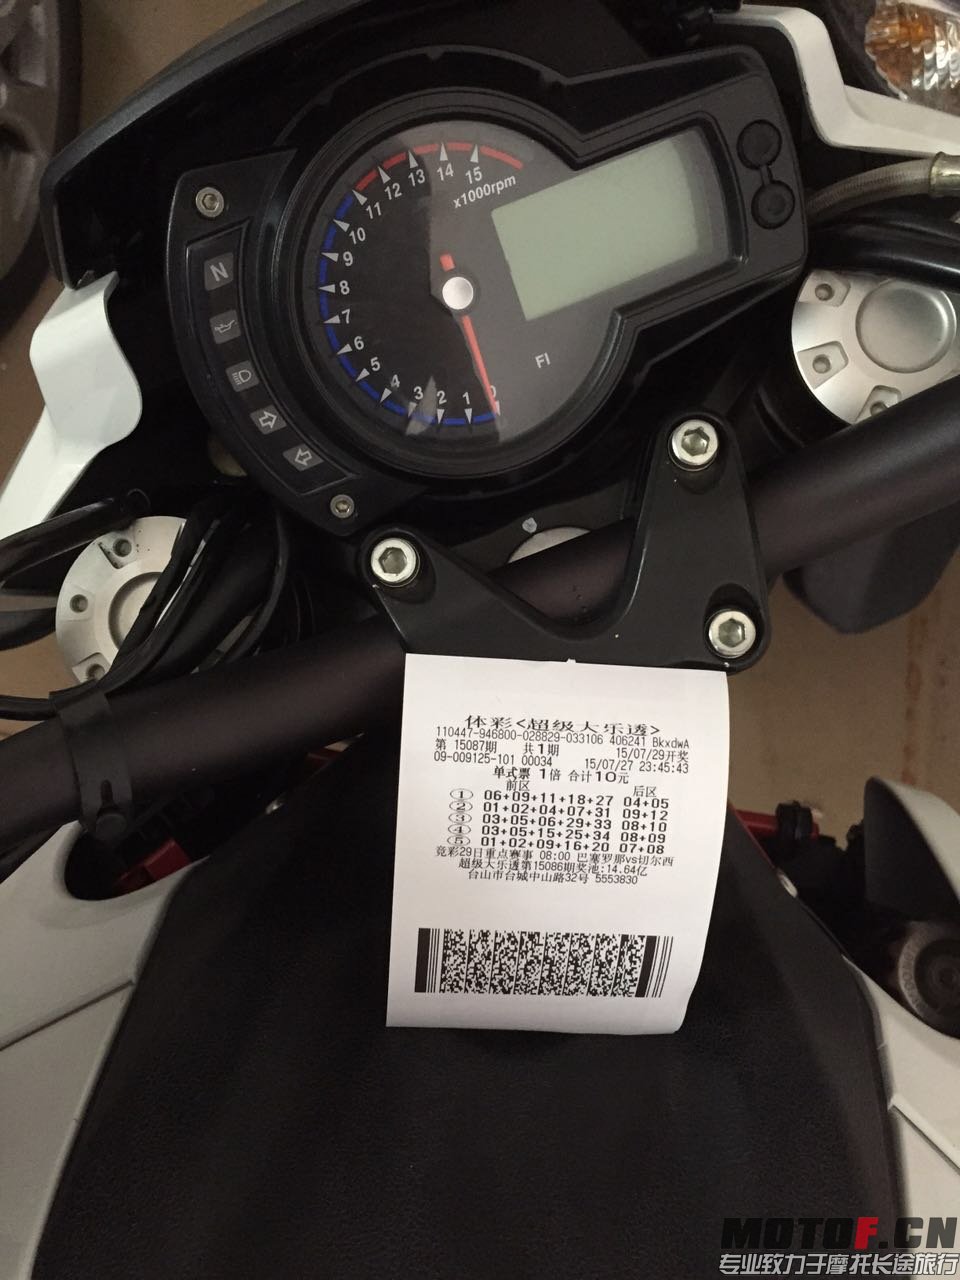 15
14
13
12
11
10
9
8
7
6
5
4
3
2
1
0
x1000rpm
FI
N
体彩<超级大乐透>
110447-946800-028829-033106 406241 BkxdwA
第 15087期 共1期 15/07/29开奖
09-009125-101 00034 15/07/27 23:45:43
单式票 1倍 合计10元
前区 后区
① 06+09+11+18+27 04+05
② 01+02+04+07+31 09+12
③ 03+05+06+29+33 08+10
④ 03+05+15+25+34 08+09
⑤ 01+02+09+16+20 07+08
竞彩29日重点赛事 08:00 巴塞罗那vs切尔西
超级大乐透第15086期奖池:14.64亿
台山市台城中山路32号 5553830
MOTOF.CN
专业致力于摩托长途旅行